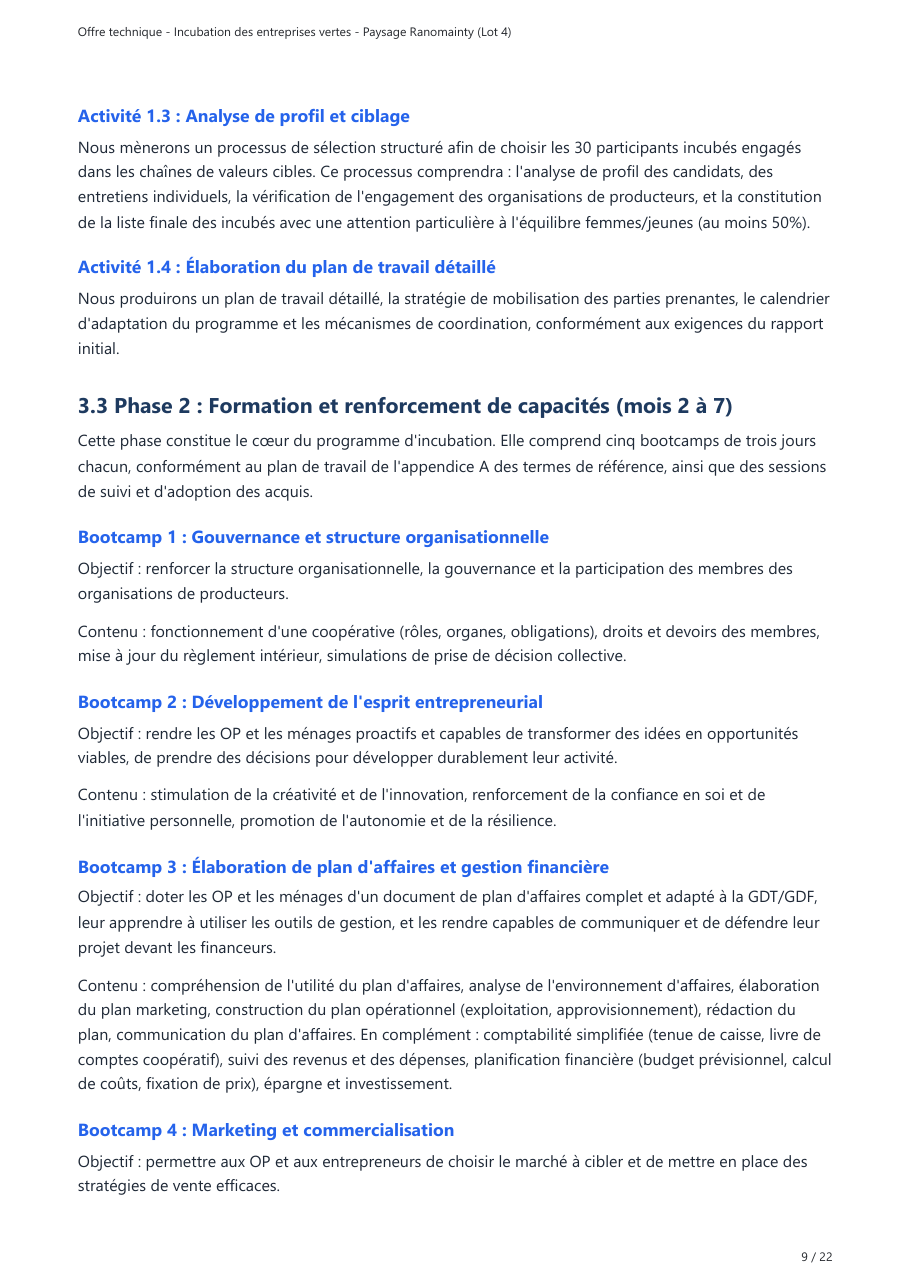 Offre technique - Incubation des entreprises vertes - Paysage Ranomainty (Lot 4)
Activité 1.3 : Analyse de profil et ciblage
Nous mènerons un processus de sélection structuré afin de choisir les 30 participants incubés engagés
dans les chaînes de valeurs cibles. Ce processus comprendra : l'analyse de profil des candidats, des
entretiens individuels, la vérification de l'engagement des organisations de producteurs, et la constitution
de la liste finale des incubés avec une attention particulière à l'équilibre femmes/jeunes (au moins 50%).
Activité 1.4 : Élaboration du plan de travail détaillé
Nous produirons un plan de travail détaillé, la stratégie de mobilisation des parties prenantes, le calendrier
d'adaptation du programme et les mécanismes de coordination, conformément aux exigences du rapport
initial.
3.3 Phase 2 : Formation et renforcement de capacités (mois 2 à 7)
Cette phase constitue le cœur du programme d'incubation. Elle comprend cinq bootcamps de trois jours
chacun, conformément au plan de travail de l'appendice A des termes de référence, ainsi que des sessions
de suivi et d'adoption des acquis.
Bootcamp 1 : Gouvernance et structure organisationnelle
Objectif : renforcer la structure organisationnelle, la gouvernance et la participation des membres des
organisations de producteurs.
Contenu : fonctionnement d'une coopérative (rôles, organes, obligations), droits et devoirs des membres,
mise à jour du règlement intérieur, simulations de prise de décision collective.
Bootcamp 2 : Développement de l'esprit entrepreneurial
Objectif : rendre les OP et les ménages proactifs et capables de transformer des idées en opportunités
viables, de prendre des décisions pour développer durablement leur activité.
Contenu : stimulation de la créativité et de l'innovation, renforcement de la confiance en soi et de
l'initiative personnelle, promotion de l'autonomie et de la résilience.
Bootcamp 3 : Élaboration de plan d'affaires et gestion financière
Objectif : doter les OP et les ménages d'un document de plan d'affaires complet et adapté à la GDT/GDF,
leur apprendre à utiliser les outils de gestion, et les rendre capables de communiquer et de défendre leur
projet devant les financeurs.
Contenu : compréhension de l'utilité du plan d'affaires, analyse de l'environnement d'affaires, élaboration
du plan marketing, construction du plan opérationnel (exploitation, approvisionnement), rédaction du
plan, communication du plan d'affaires. En complément : comptabilité simplifiée (tenue de caisse, livre de
comptes coopératif), suivi des revenus et des dépenses, planification financière (budget prévisionnel, calcul
de coûts, fixation de prix), épargne et investissement.
Bootcamp 4 : Marketing et commercialisation
Objectif : permettre aux OP et aux entrepreneurs de choisir le marché à cibler et de mettre en place des
stratégies de vente efficaces.
9 / 22